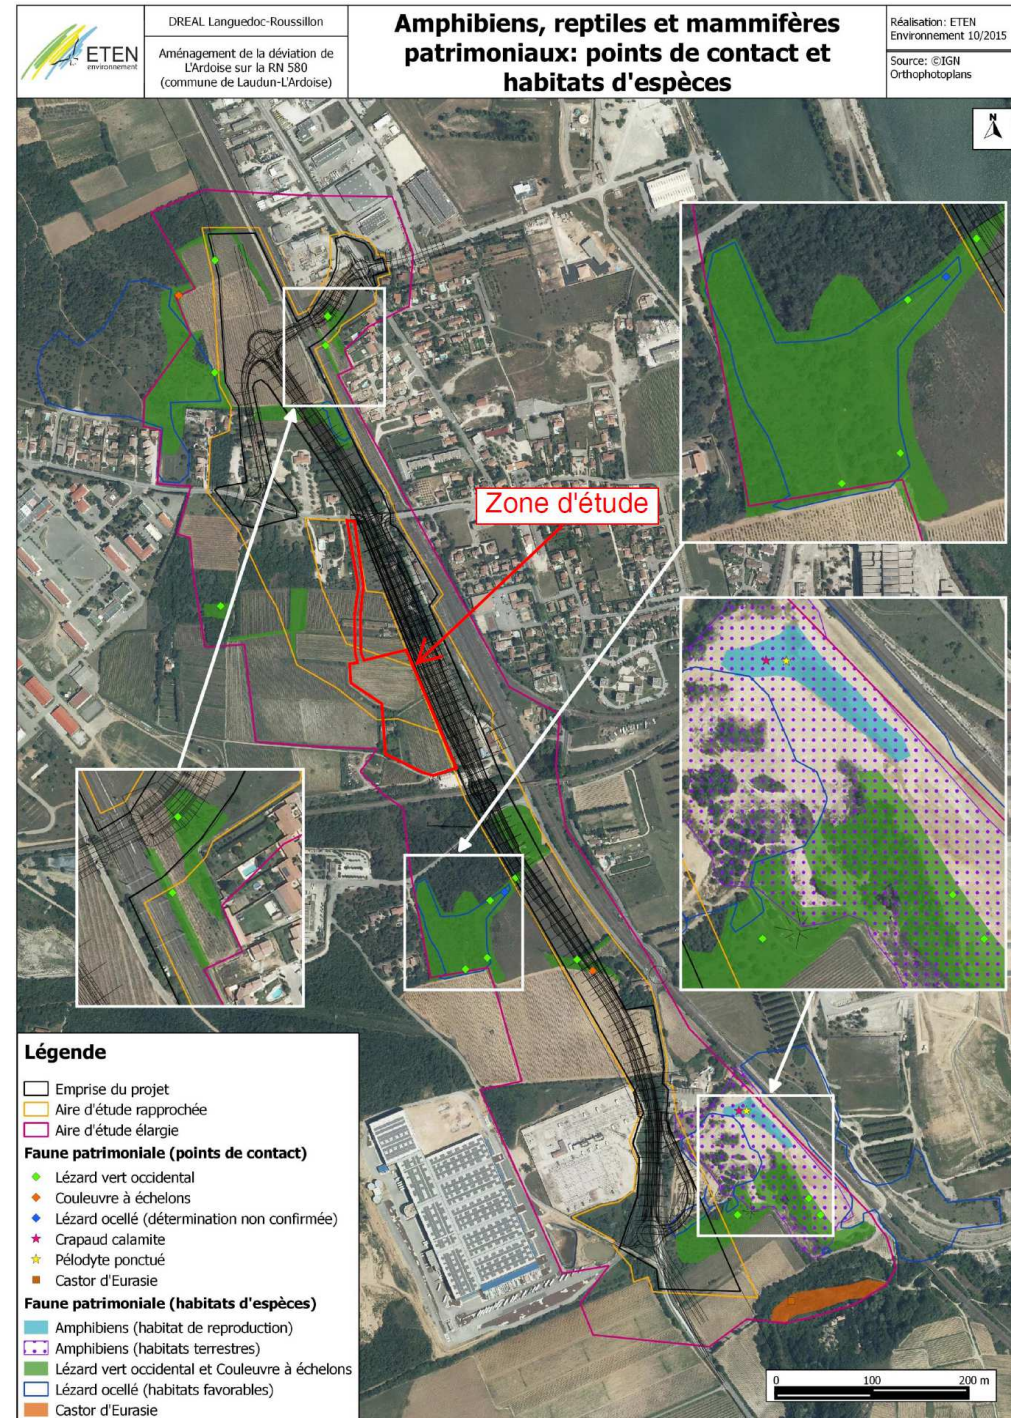 ETEN
environnement
DREAL Languedoc-Roussillon
Aménagement de la déviation de
L'Ardoise sur la RN 580
(commune de Laudun-L'Ardoise)
Amphibiens, reptiles et mammifères
patrimoniaux: points de contact et
habitats d'espèces
Réalisation: ETEN
Environnement 10/2015
Source: ©IGN
Orthophotoplans
N
Zone d'étude
Légende
Emprise du projet
Aire d'étude rapprochée
Aire d'étude élargie
Faune patrimoniale (points de contact)
Lézard vert occidental
Couleuvre à échelons
Lézard ocellé (détermination non confirmée)
Crapaud calamite
Pélodyte ponctué
Castor d'Eurasie
Faune patrimoniale (habitats d'espèces)
Amphibiens (habitat de reproduction)
Amphibiens (habitats terrestres)
Lézard vert occidental et Couleuvre à échelons
Lézard ocellé (habitats favorables)
Castor d'Eurasie
0 100 200 m